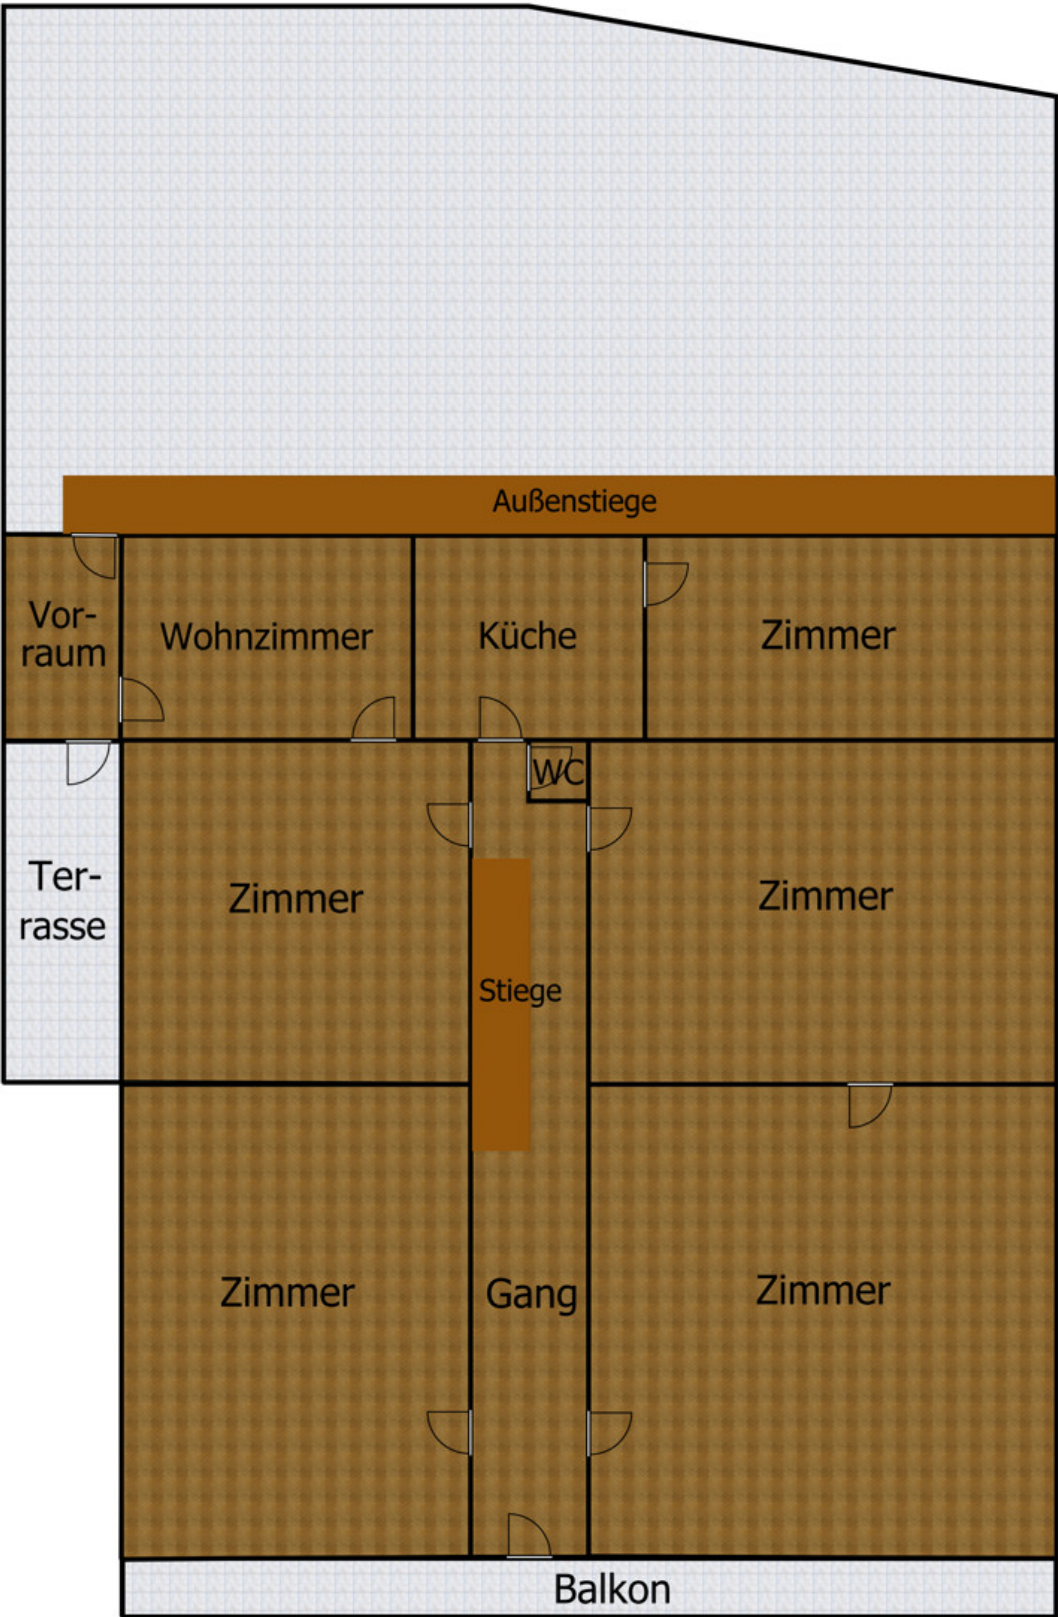 Außenstiege
Vor-
raum
Wohnzimmer
Küche
Zimmer
WC
Ter-
rasse
Zimmer
Zimmer
Stiege
Zimmer
Gang
Zimmer
Balkon